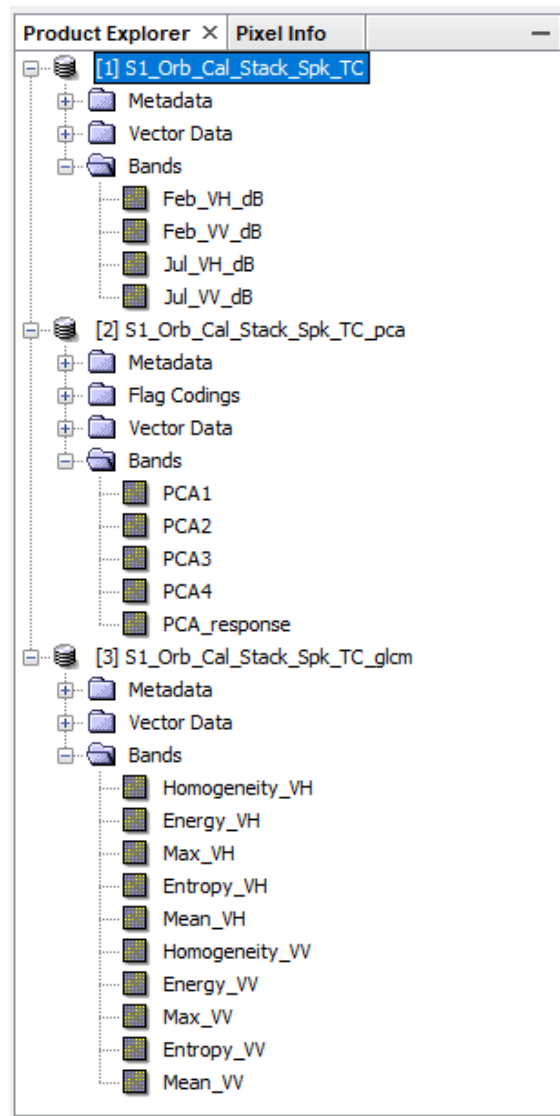 Product Explorer × Pixel Info
[1] S1_Orb_Cal_Stack_Spk_TC
Metadata
Vector Data
Bands
Feb_VH_dB
Feb_VV_dB
Jul_VH_dB
Jul_VV_dB
[2] S1_Orb_Cal_Stack_Spk_TC_pca
Metadata
Flag Codings
Vector Data
Bands
PCA1
PCA2
PCA3
PCA4
PCA_response
[3] S1_Orb_Cal_Stack_Spk_TC_glcm
Metadata
Vector Data
Bands
Homogeneity_VH
Energy_VH
Max_VH
Entropy_VH
Mean_VH
Homogeneity_VV
Energy_VV
Max_VV
Entropy_VV
Mean_VV